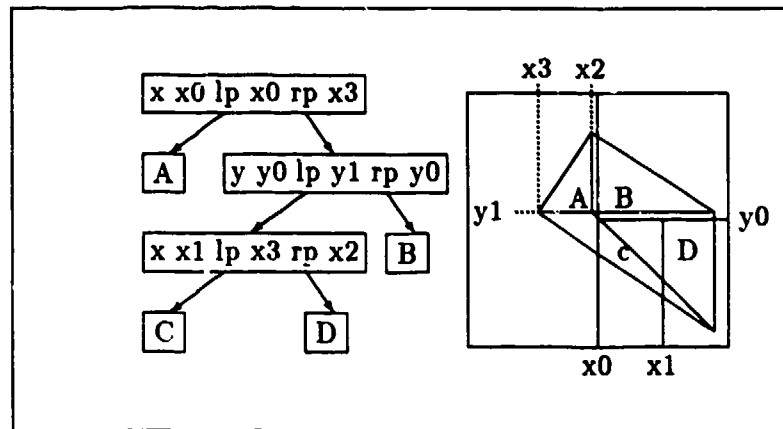 x x0 lp x0 rp x3
A
y y0 lp y1 rp y0
x x1 lp x3 rp x2
B
C
D
x3 x2
A B
y1
y0
c D
x0 x1